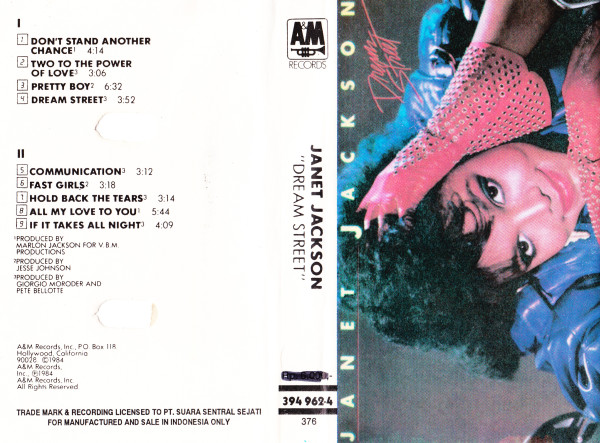 I
1 DON'T STAND ANOTHER
CHANCE¹ 4:14
2 TWO TO THE POWER
OF LOVE³ 3:06
3 PRETTY BOY² 6:32
4 DREAM STREET³ 3:52
II
5 COMMUNICATION³ 3:12
6 FAST GIRLS² 3:18
7 HOLD BACK THE TEARS³ 3:14
8 ALL MY LOVE TO YOU¹ 5:44
9 IF IT TAKES ALL NIGHT³ 4:09
¹PRODUCED BY
MARLON JACKSON FOR V.B.M.
PRODUCTIONS
²PRODUCED BY
JESSE JOHNSON
³PRODUCED BY
GIORGIO MORODER AND
PETE BELLOTTE
A&M Records, Inc., P.O. Box 118
Hollywood, California
90028 ©1984
A&M Records,
Inc., ℗1984
A&M Records, Inc
All Rights Reserved
TRADE MARK & RECORDING LICENSED TO PT. SUARA SENTRAL SEJATI
FOR MANUFACTURED AND SALE IN INDONESIA ONLY
A&M
RECORDS
JANET JACKSON
"DREAM STREET"
394 962-4
376
JANET JACKSON
Dream
Street